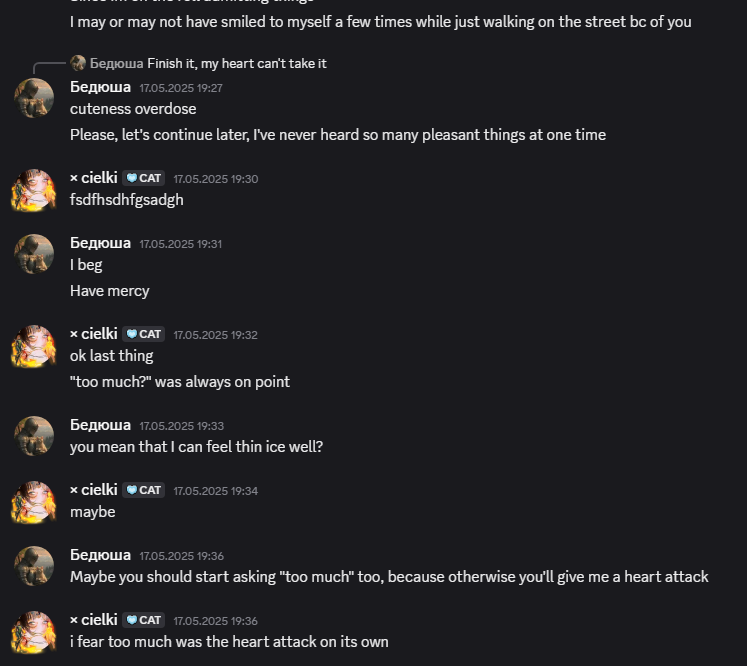 I may or may not have smiled to myself a few times while just walking on the street bc of you
Бедюша Finish it, my heart can't take it
Бедюша 17.05.2025 19:27
cuteness overdose
Please, let's continue later, I've never heard so many pleasant things at one time
× cielki CAT 17.05.2025 19:30
fsdfhsdhfgsadgh
Бедюша 17.05.2025 19:31
I beg
Have mercy
× cielki CAT 17.05.2025 19:32
ok last thing
"too much?" was always on point
Бедюша 17.05.2025 19:33
you mean that I can feel thin ice well?
× cielki CAT 17.05.2025 19:34
maybe
Бедюша 17.05.2025 19:36
Maybe you should start asking "too much" too, because otherwise you'll give me a heart attack
× cielki CAT 17.05.2025 19:36
i fear too much was the heart attack on its own